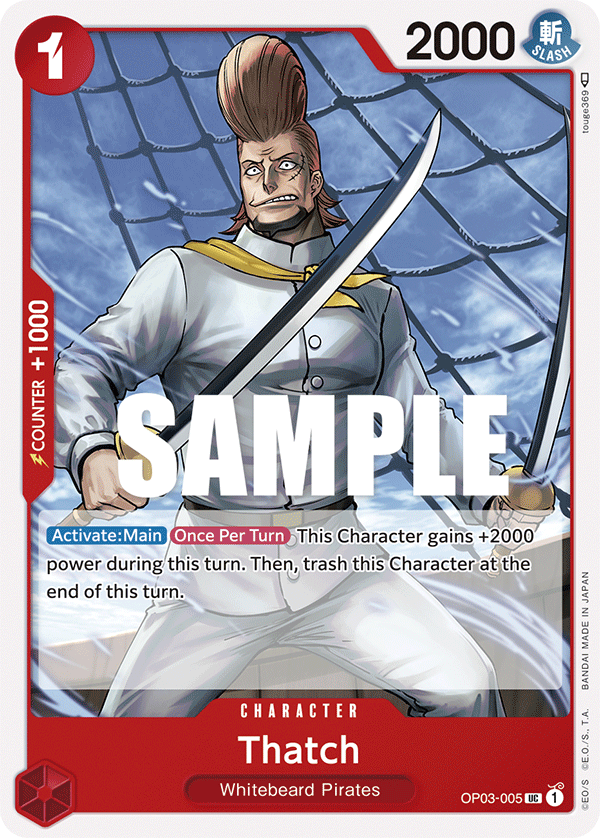 1
2000
斬
SLASH
touge369
COUNTER +1000
SAMPLE
Activate:Main Once Per Turn This Character gains +2000
power during this turn. Then, trash this Character at the
end of this turn.
CHARACTER
Thatch
Whitebeard Pirates
OP03-005 UC 1
©EO/S ©E.O./S., T.A. BANDAI MADE IN JAPAN